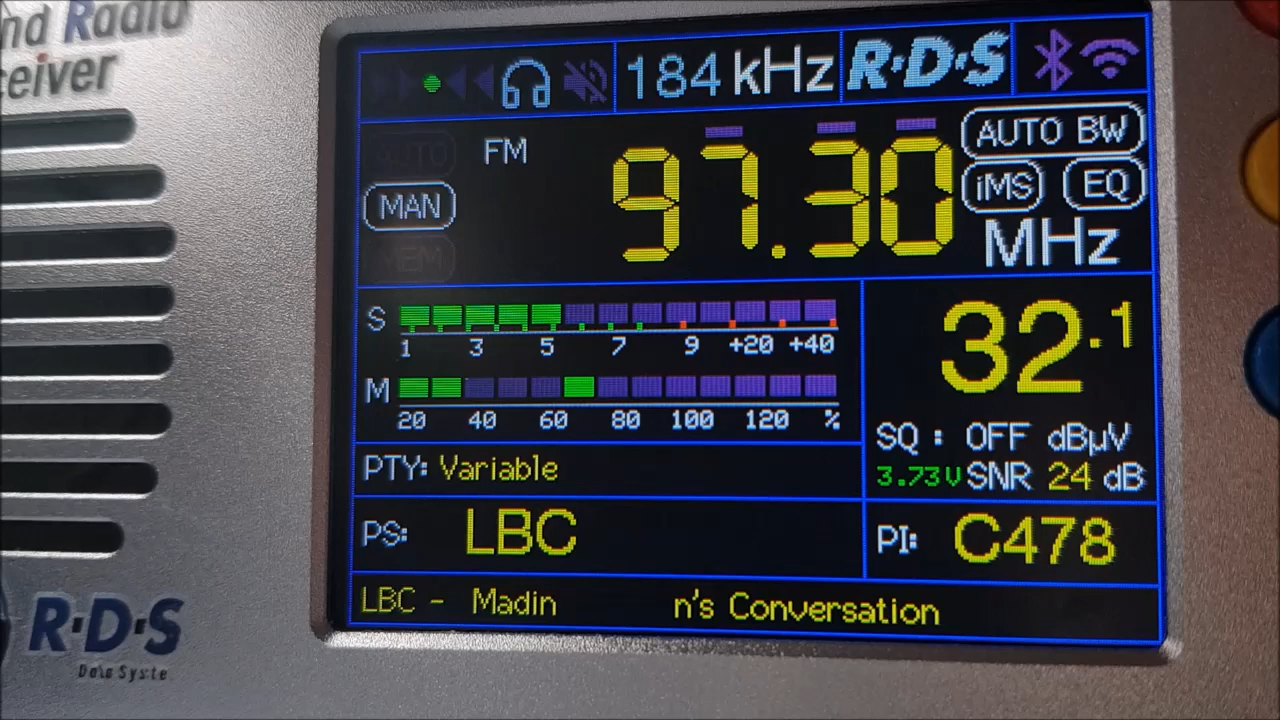 nd Radio
ceiver
184 kHz R·D·S
AUTO
FM
97.30
AUTO BW
MAN
iMS EQ
MEM
MHz
S
1 3 5 7 9 +20 +40
32.1
M
20 40 60 80 100 120 %
SQ : OFF dBµV
PTY: Variable
3.73V SNR 24 dB
PS: LBC
PI: C478
LBC - Madin n's Conversation
R·D·S
Data Syste